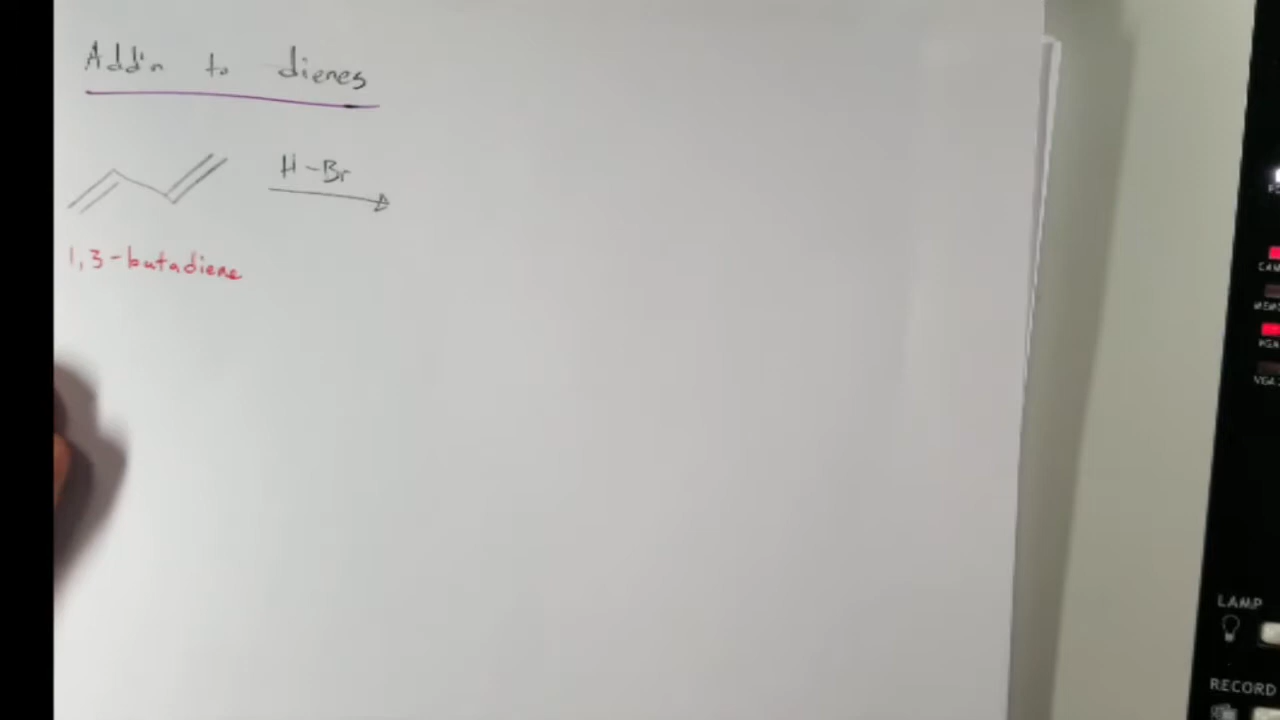 Add'n to dienes
H-Br
1,3-butadiene
LAMP
RECORD